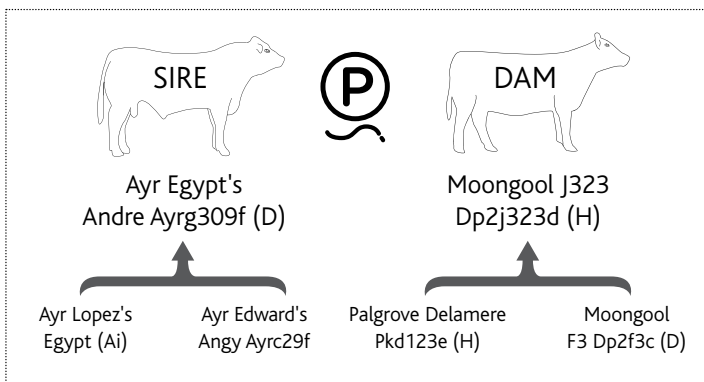 SIRE
P
DAM
Ayr Egypt's
Andre Ayrg309f (D)
Moongool J323
Dp2j323d (H)
Ayr Lopez's
Egypt (Ai)
Ayr Edward's
Angy Ayrc29f
Palgrove Delamere
Pkd123e (H)
Moongool
F3 Dp2f3c (D)